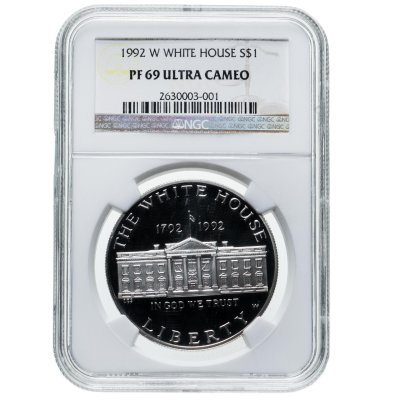 1992 W WHITE HOUSE S$1
PF 69 ULTRA CAMEO
2630003-001
NGC
THE WHITE HOUSE
1792 1992
IN GOD WE TRUST
W
LIBERTY